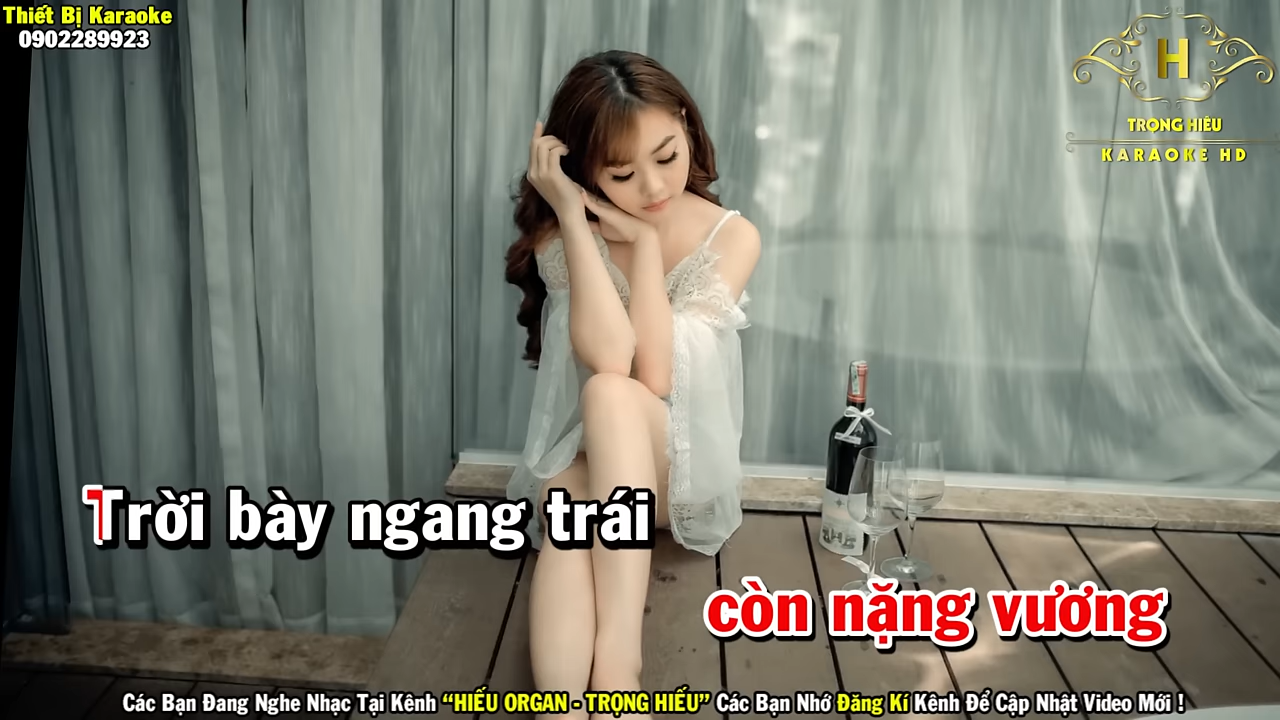 Thiết Bị Karaoke
0902289923
H
TRỌNG HIẾU
KARAOKE HD
Trời bày ngang trái
còn nặng vương
Các Bạn Đang Nghe Nhạc Tại Kênh “HIẾU ORGAN - TRỌNG HIẾU” Các Bạn Nhớ Đăng Kí Kênh Để Cập Nhật Video Mới !